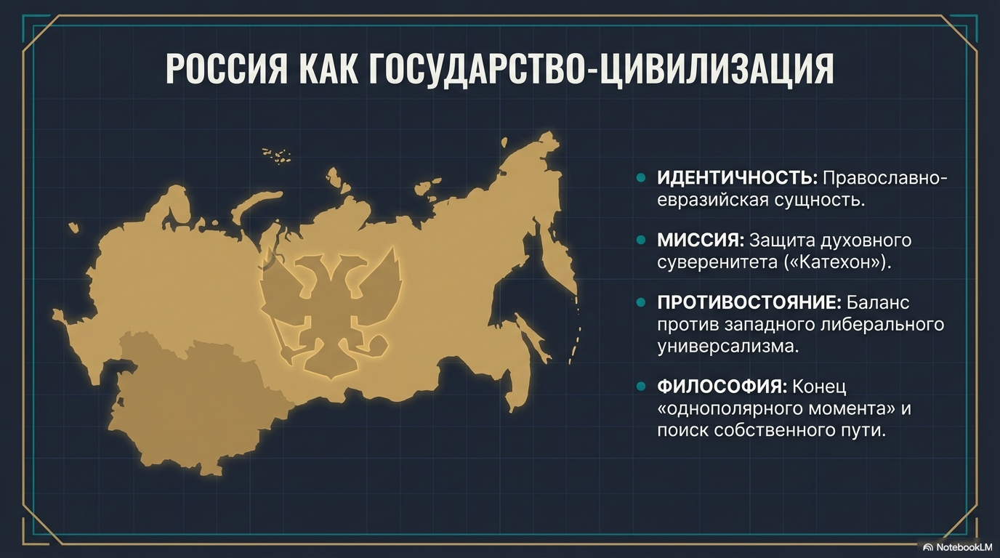 РОССИЯ КАК ГОСУДАРСТВО-ЦИВИЛИЗАЦИЯ
ИДЕНТИЧНОСТЬ: Православно-
евразийская сущность.
МИССИЯ: Защита духовного
суверенитета («Катехон»).
ПРОТИВОСТОЯНИЕ: Баланс
против западного либерального
универсализма.
ФИЛОСОФИЯ: Конец
«однополярного момента» и
поиск собственного пути.
NotebookLM